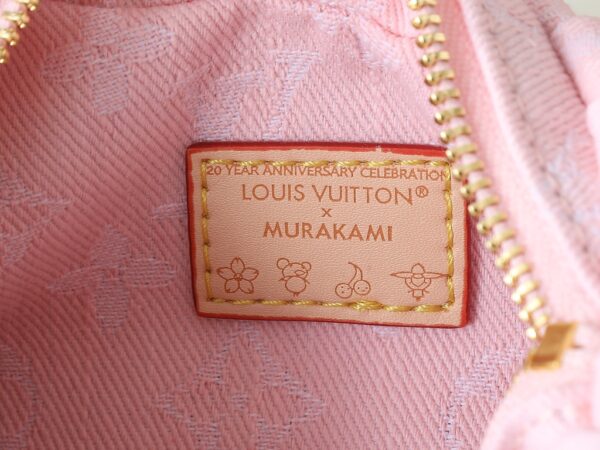 20 YEAR ANNIVERSARY CELEBRATION
LOUIS VUITTON®
×
MURAKAMI